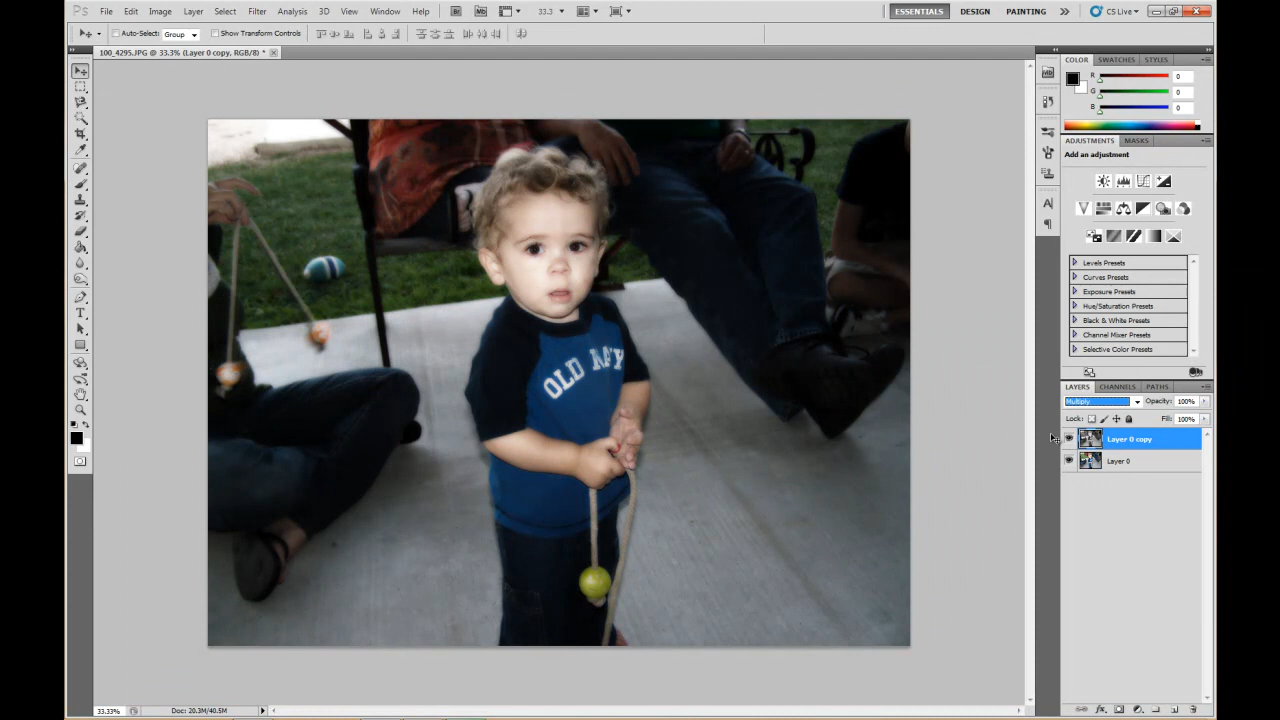 Ps File Edit Image Layer Select Filter Analysis 3D View Window Help Br Mb 33.3 ESSENTIALS DESIGN PAINTING CS Live
Auto-Select: Group Show Transform Controls
100_4295.JPG @ 33.3% (Layer 0 copy, RGB/8) *
COLOR SWATCHES STYLES
R 0
G 0
B 0
ADJUSTMENTS MASKS
Add an adjustment
Levels Presets
Curves Presets
Exposure Presets
Hue/Saturation Presets
Black & White Presets
Channel Mixer Presets
Selective Color Presets
LAYERS CHANNELS PATHS
Multiply Opacity: 100%
Lock: Fill: 100%
Layer 0 copy
Layer 0
OLD NAVY
33.33% Doc: 20.3M/40.5M